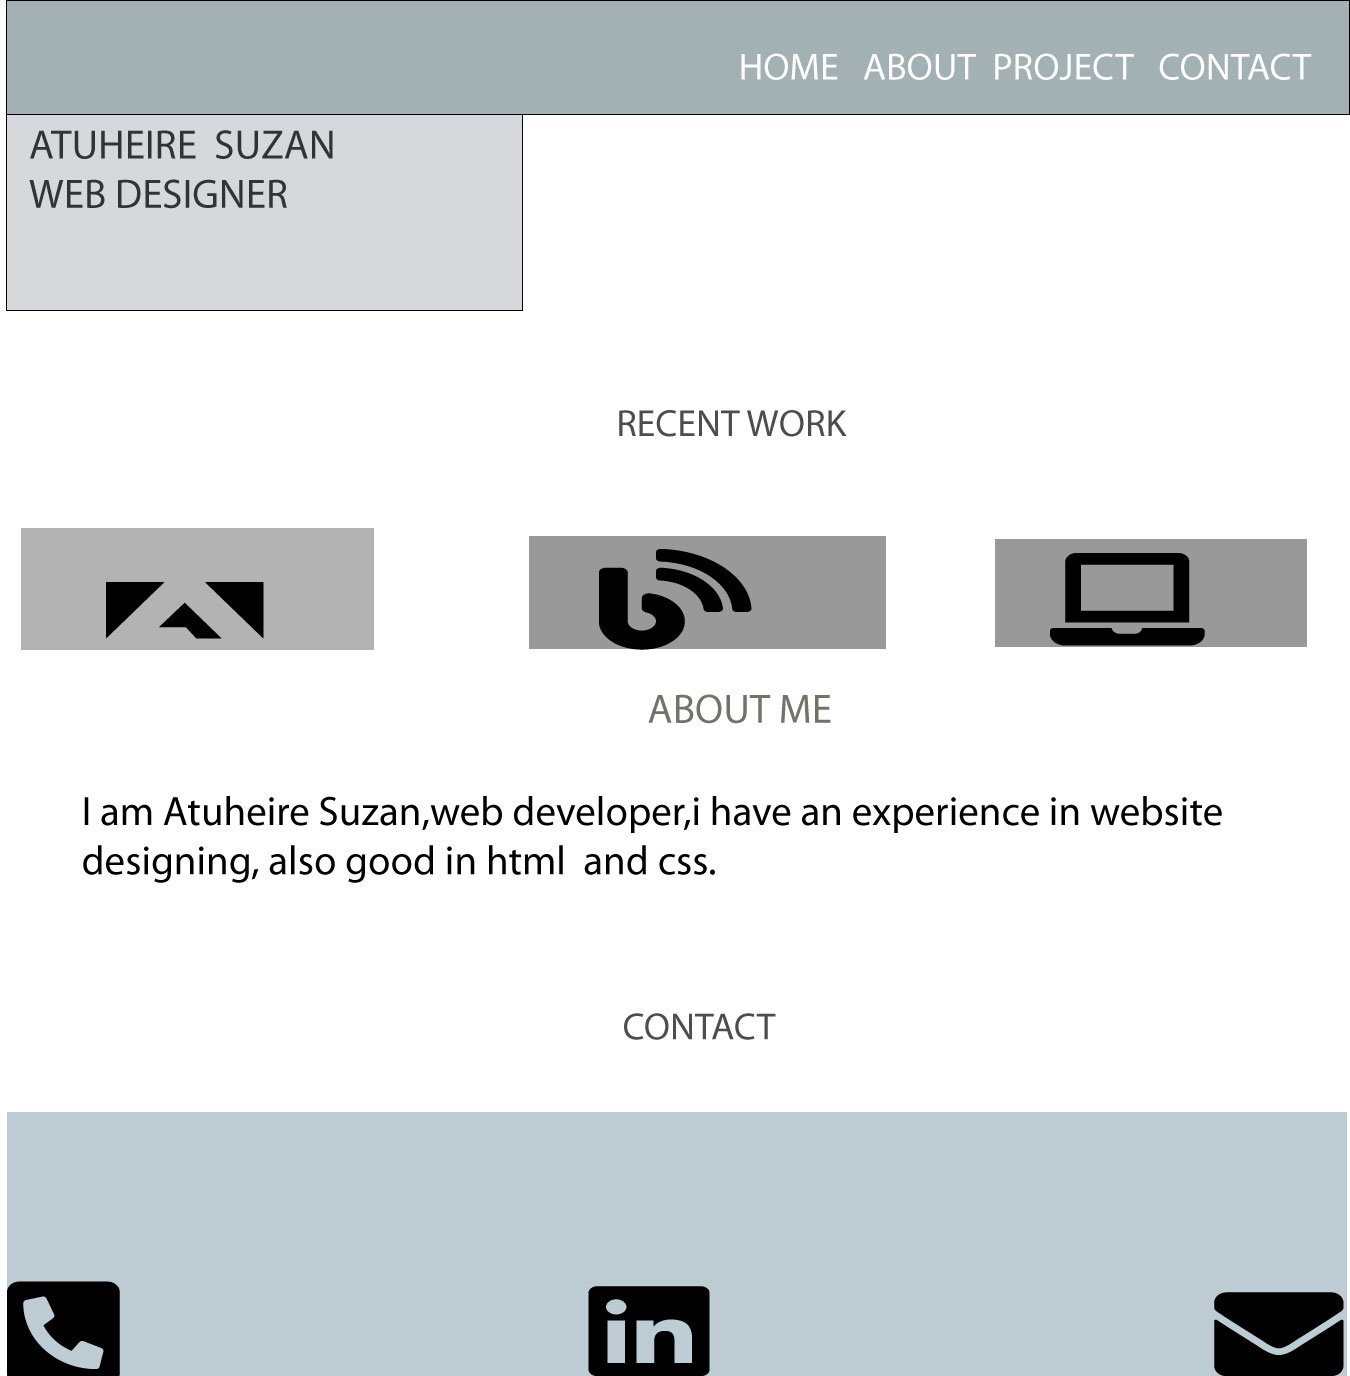 HOME ABOUT PROJECT CONTACT
ATUHEIRE SUZAN
WEB DESIGNER
RECENT WORK
ABOUT ME
I am Atuheire Suzan,web developer,i have an experience in website
designing, also good in html and css.
CONTACT
in